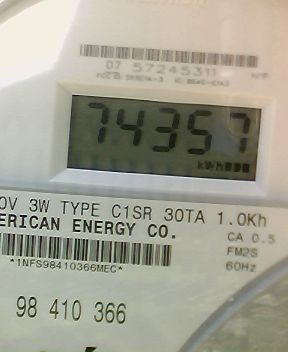 07 57245311
74357
kWh
0V 3W TYPE C1SR 30TA 1.0Kh
ERICAN ENERGY CO.
CA 0.5
FM2S
*1NFS98410366MEC*
60Hz
98 410 366